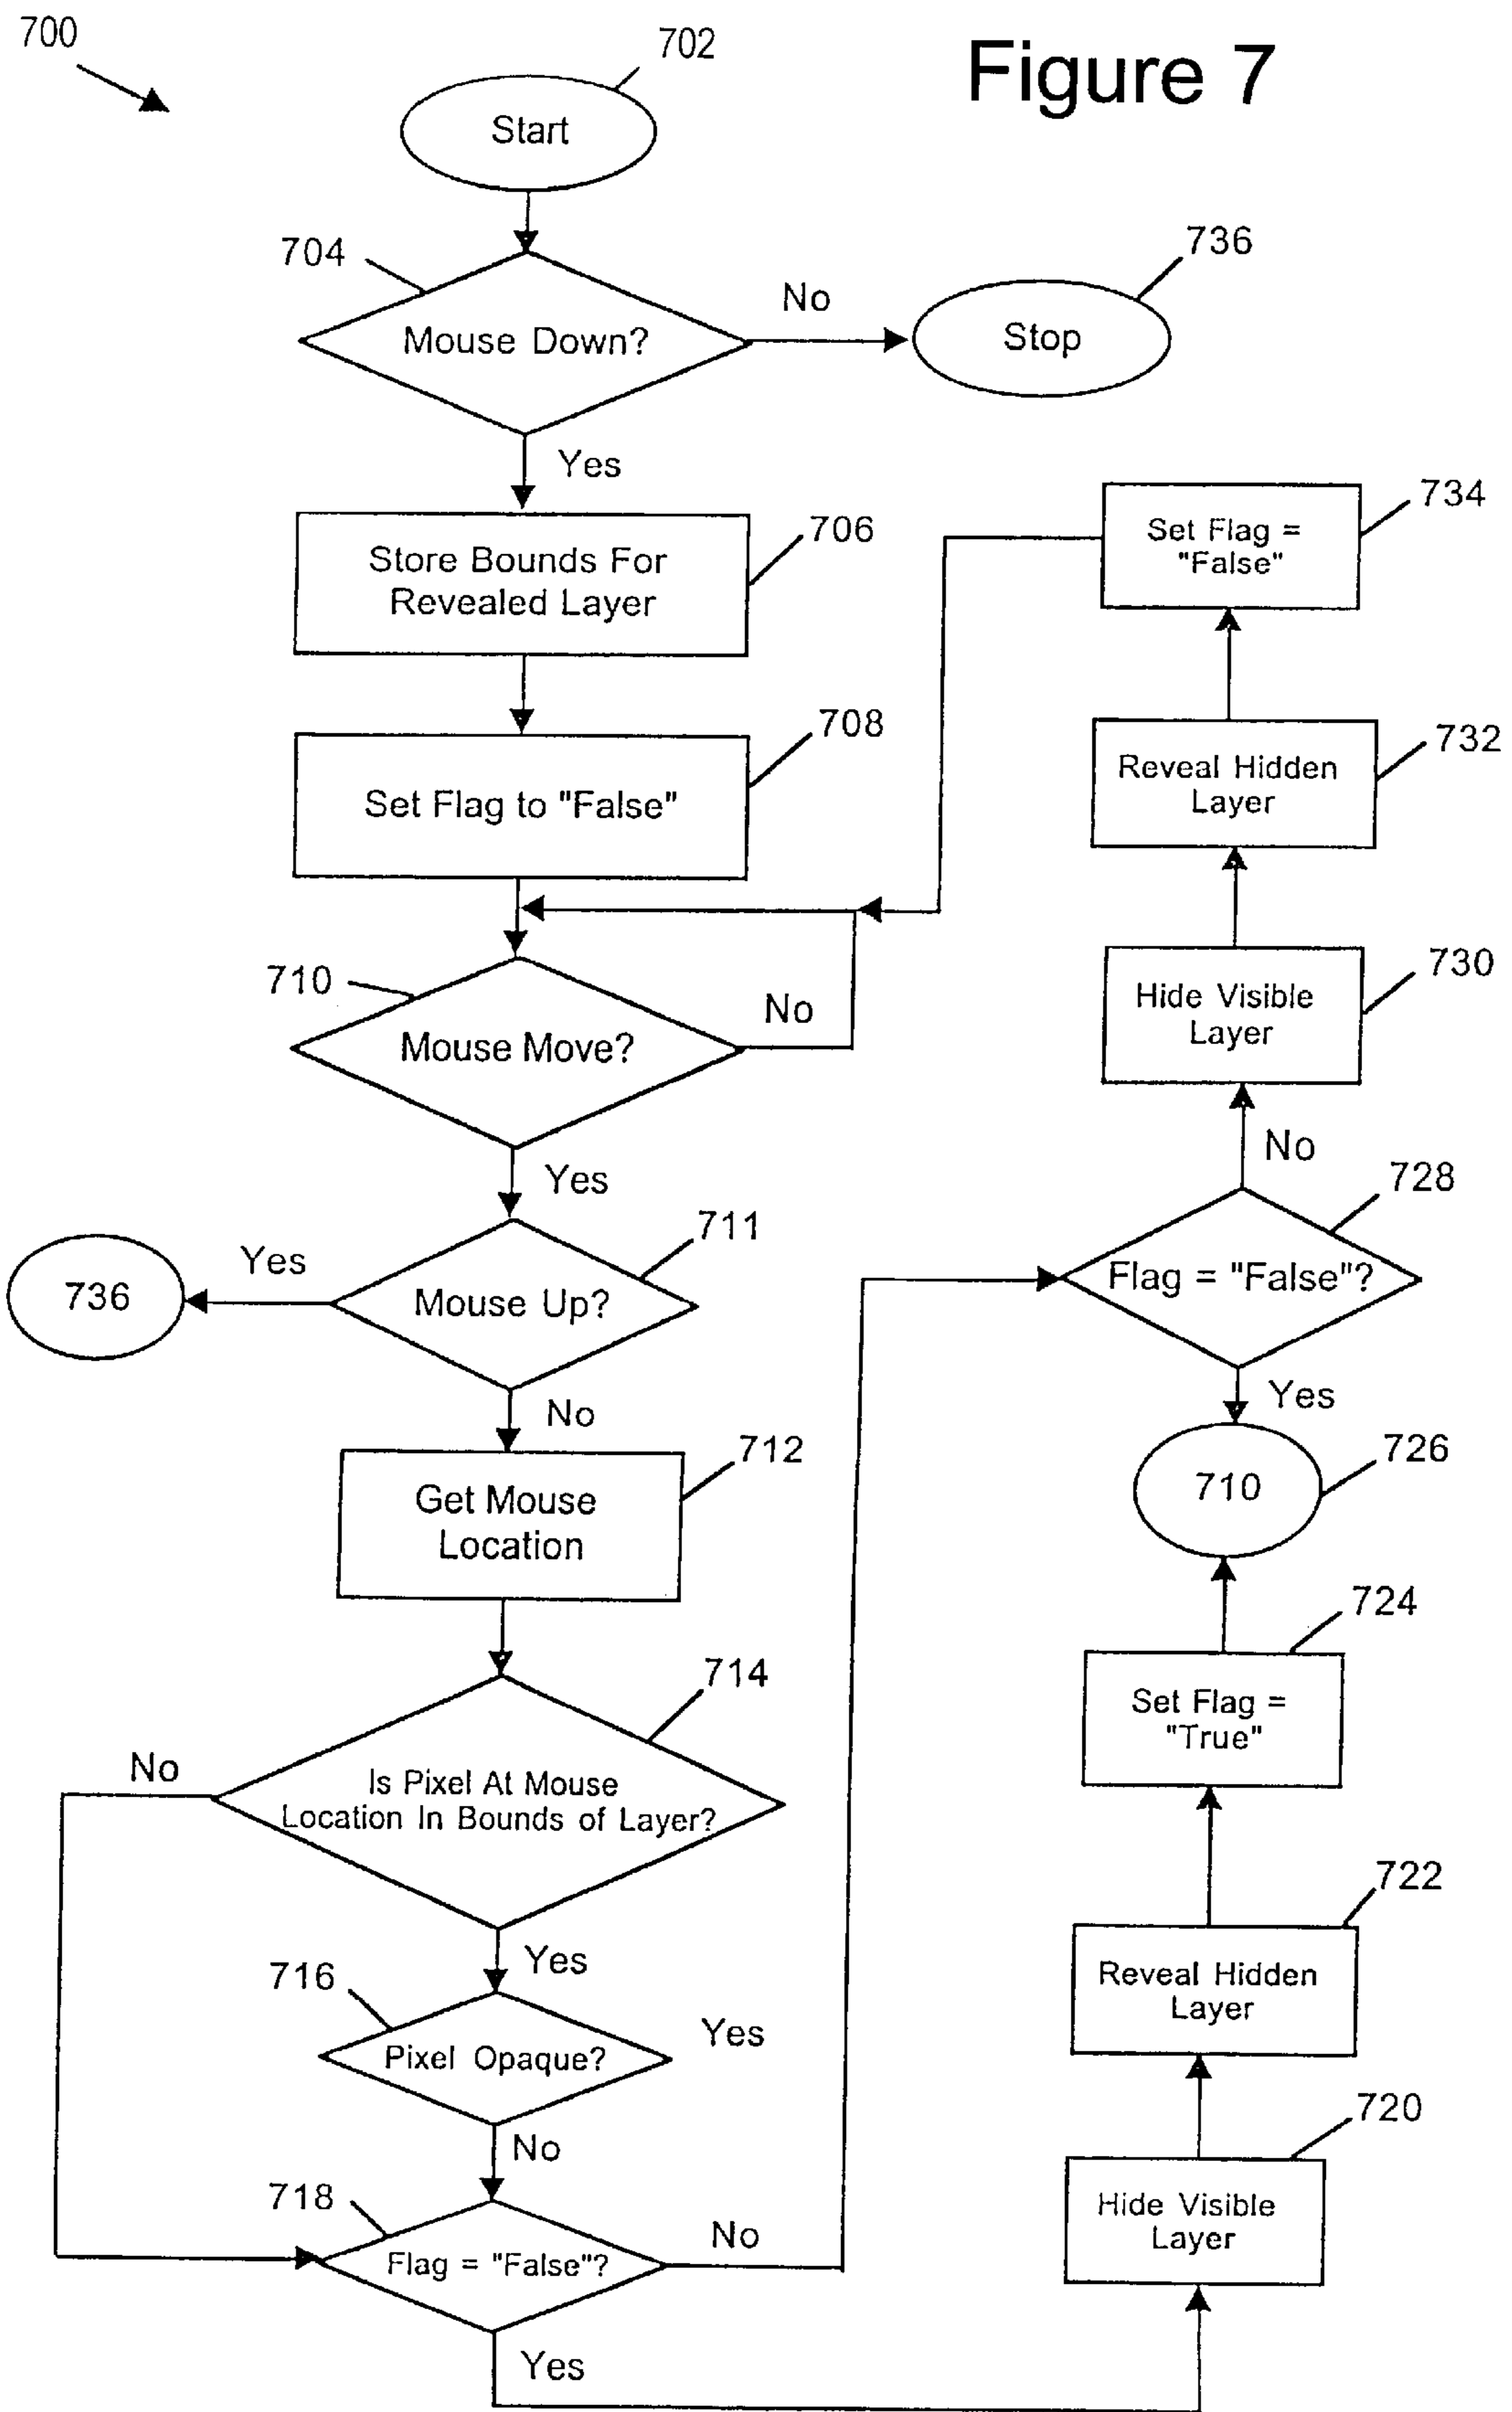 700
702
Figure 7
Start
704
736
No
Mouse Down?
Stop
Yes
706
Store Bounds For
Revealed Layer
734
Set Flag =
"False"
708
Set Flag to "False"
732
Reveal Hidden
Layer
710
No
Mouse Move?
730
Hide Visible
Layer
Yes
No
711
728
Yes
736
Mouse Up?
Flag = "False"?
No
Yes
712
Get Mouse
Location
726
710
724
714
Set Flag =
"True"
No
Is Pixel At Mouse
Location In Bounds of Layer?
722
Yes
716
Reveal Hidden
Layer
Yes
Pixel Opaque?
720
No
718
Hide Visible
Layer
No
Flag = "False"?
Yes